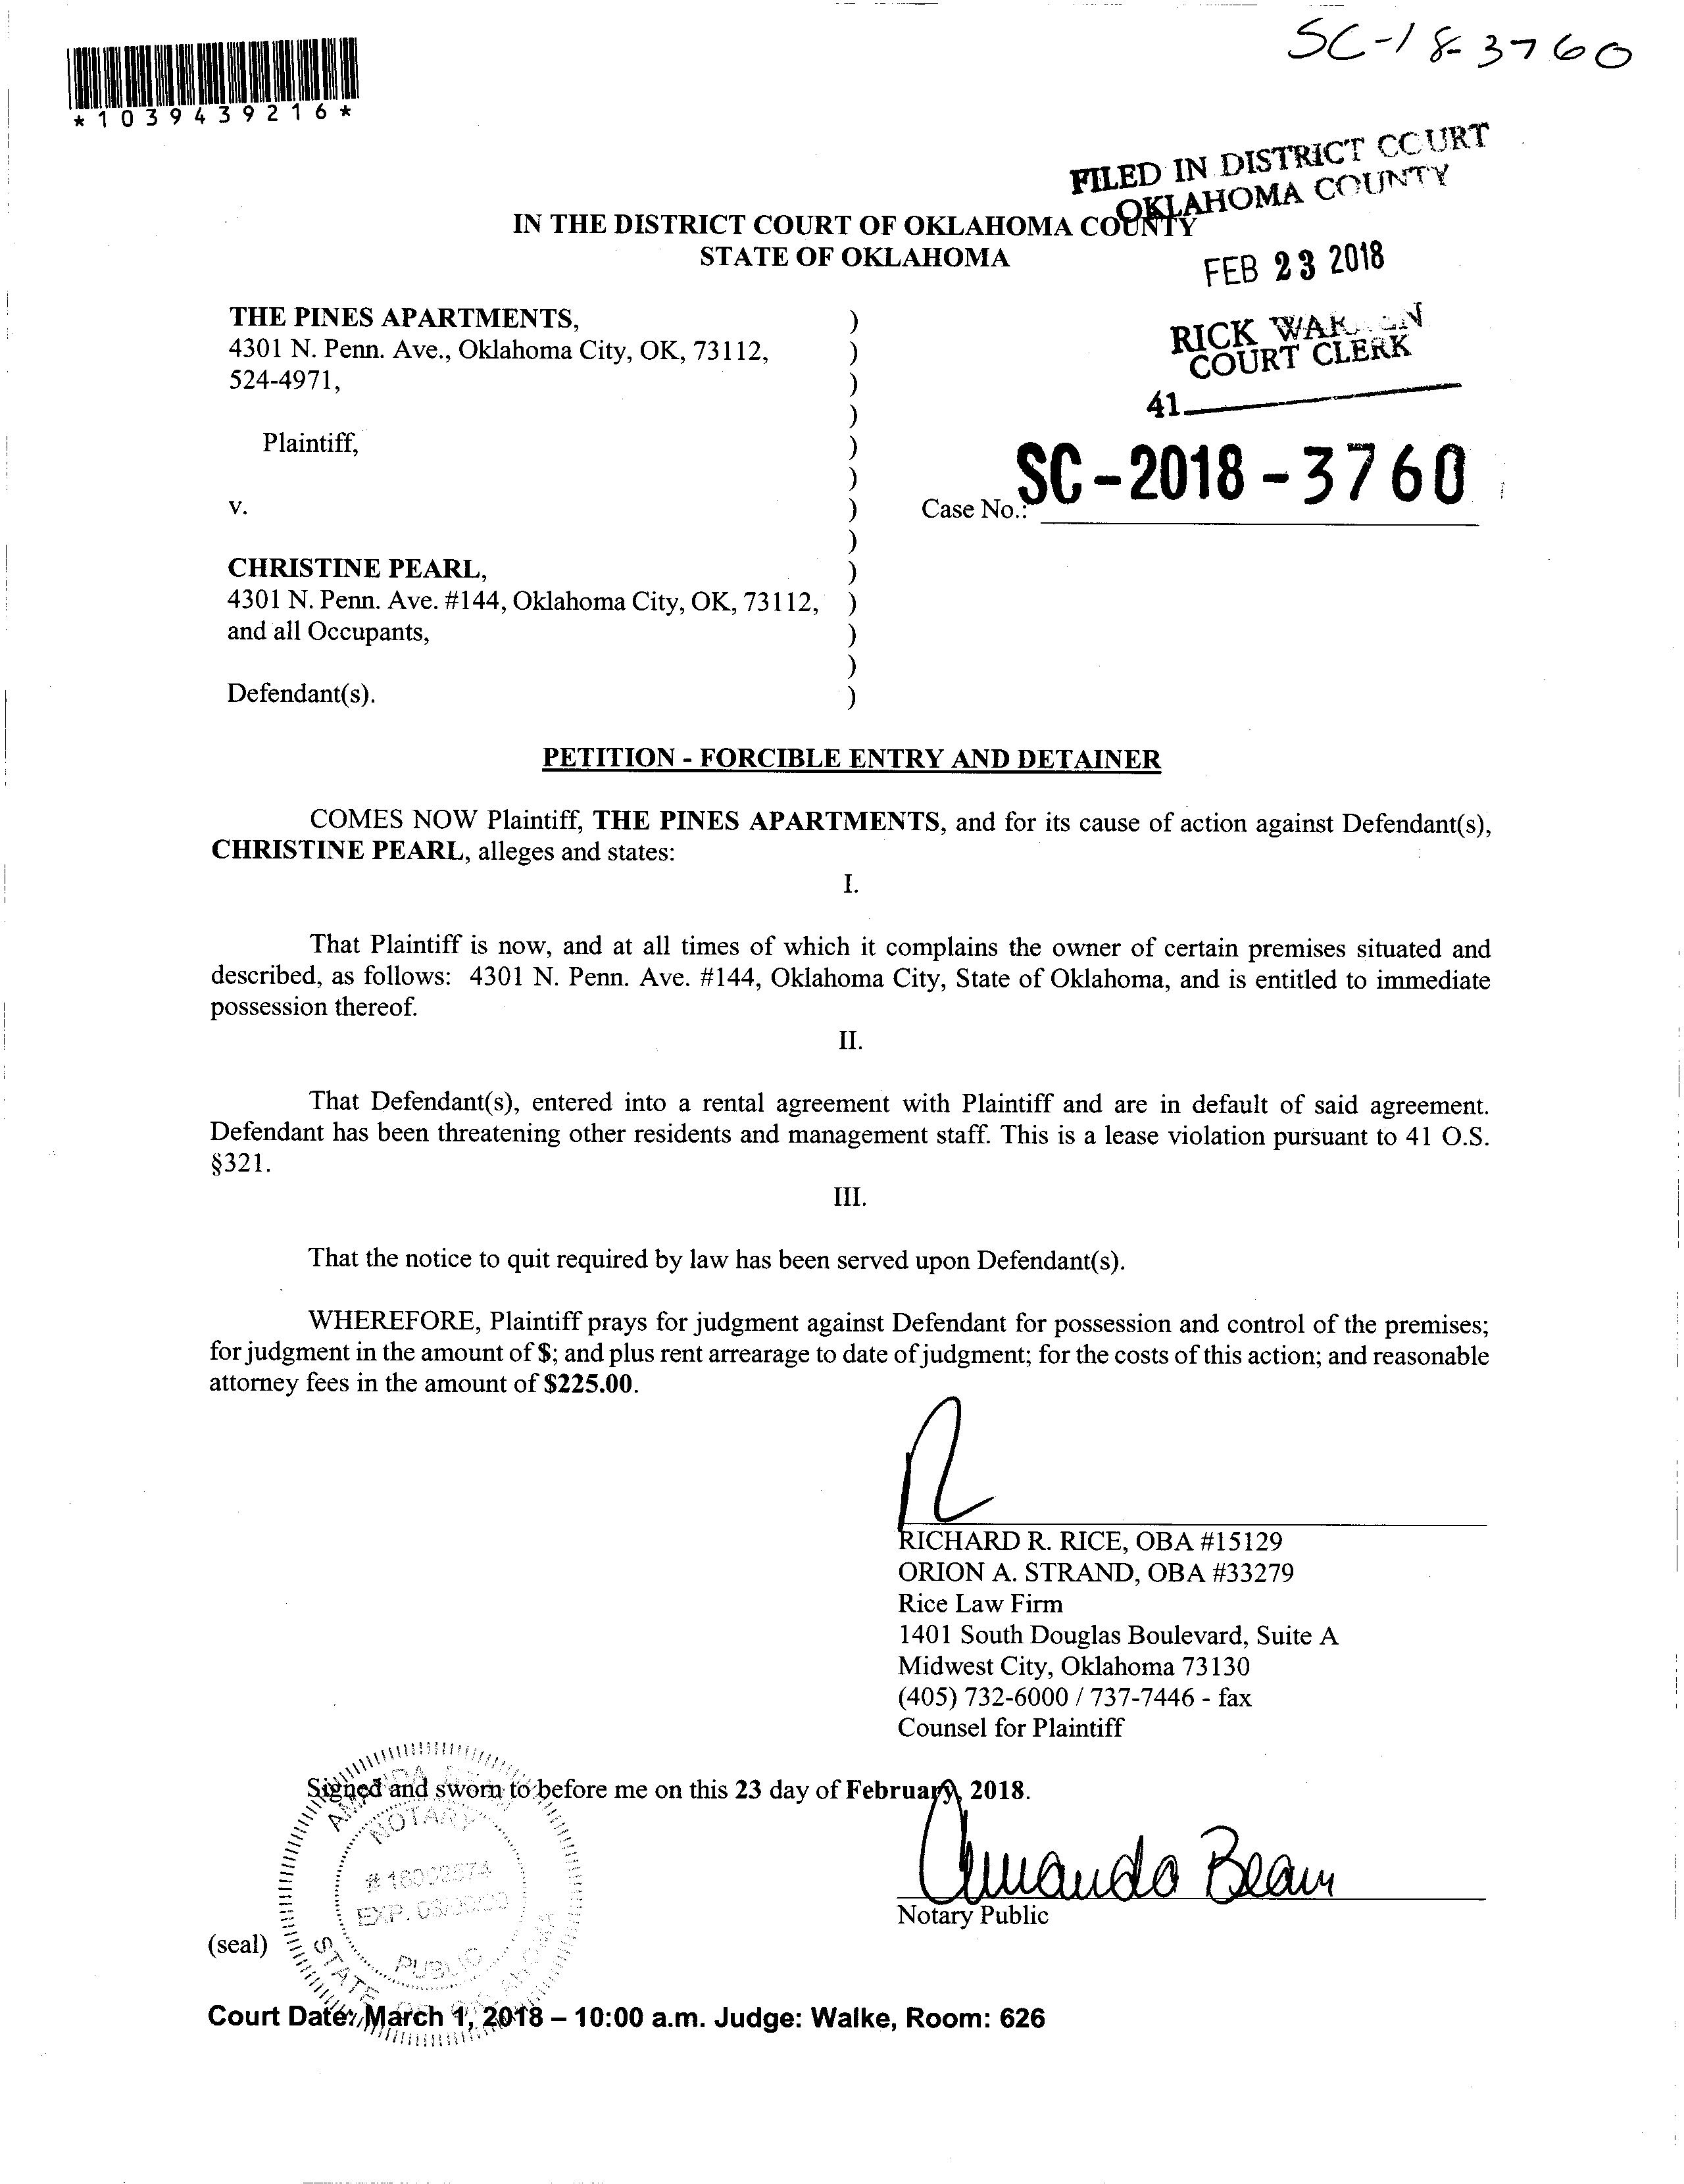 SC-18-3760
*1039439216*
FILED IN DISTRICT COURT
OKLAHOMA COUNTY
IN THE DISTRICT COURT OF OKLAHOMA COUNTY
STATE OF OKLAHOMA
FEB 23 2018
RICK WARREN
COURT CLERK
41
THE PINES APARTMENTS, )
4301 N. Penn. Ave., Oklahoma City, OK, 73112, )
524-4971, )
)
Plaintiff, )
)
v. ) Case No.: SC-2018-3760
)
CHRISTINE PEARL, )
4301 N. Penn. Ave. #144, Oklahoma City, OK, 73112, )
and all Occupants, )
)
Defendant(s). )
PETITION - FORCIBLE ENTRY AND DETAINER
COMES NOW Plaintiff, THE PINES APARTMENTS, and for its cause of action against Defendant(s),
CHRISTINE PEARL, alleges and states:
I.
That Plaintiff is now, and at all times of which it complains the owner of certain premises situated and
described, as follows: 4301 N. Penn. Ave. #144, Oklahoma City, State of Oklahoma, and is entitled to immediate
possession thereof.
II.
That Defendant(s), entered into a rental agreement with Plaintiff and are in default of said agreement.
Defendant has been threatening other residents and management staff. This is a lease violation pursuant to 41 O.S.
§321.
III.
That the notice to quit required by law has been served upon Defendant(s).
WHEREFORE, Plaintiff prays for judgment against Defendant for possession and control of the premises;
for judgment in the amount of $; and plus rent arrearage to date of judgment; for the costs of this action; and reasonable
attorney fees in the amount of $225.00.
RICHARD R. RICE, OBA #15129
ORION A. STRAND, OBA #33279
Rice Law Firm
1401 South Douglas Boulevard, Suite A
Midwest City, Oklahoma 73130
(405) 732-6000 / 737-7446 - fax
Counsel for Plaintiff
Signed and sworn to before me on this 23 day of February, 2018.
NOTARY
EXP.
PUBLIC
STATE OF OKLAHOMA
Amanda Beam
Notary Public
(seal)
Court Date: March 1, 2018 – 10:00 a.m. Judge: Walke, Room: 626